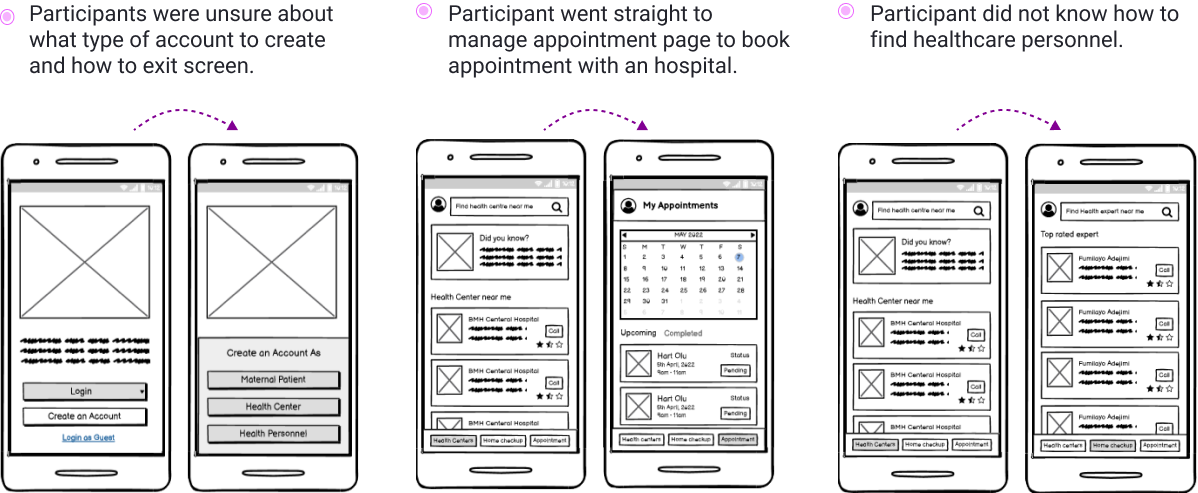 Participants were unsure about
what type of account to create
and how to exit screen.
Participant went straight to
manage appointment page to book
appointment with an hospital.
Participant did not know how to
find healthcare personnel.
Login
Create an Account
Login as Guest
Create an Account As
Maternal Patient
Health Center
Health Personnel
Find health centre near me
Did you know?
Health Center near me
BMH Centeral Hospital
Call
BMH Centeral Hospital
Call
BMH Centeral Hospital
Health Centers Home checkup Appointment
My Appointments
MAY 2022
S M T W T F S
1 2 3 4 5 6 7
8 9 10 11 12 13 14
15 16 17 18 19 20 21
22 23 24 25 26 27 28
29 30 31 1 2 3 4
Upcoming Completed
Hart Olu Status
5th April, 2022
9am - 11am Pending
Hart Olu Status
5th April, 2022
9am - 11am Pending
Health centers Home checkup Appointment
Find health centre near me
Did you know?
Health Center near me
BMH Centeral Hospital
Call
BMH Centeral Hospital
Call
BMH Centeral Hospital
Health Centers Home checkup Appointment
Find Health expert near me
Top rated expert
Fumilayo Adejimi
Call
Fumilayo Adejimi
Call
Fumilayo Adejimi
Call
Fumilayo Adejimi
Call
Health centers Home checkup Appointment